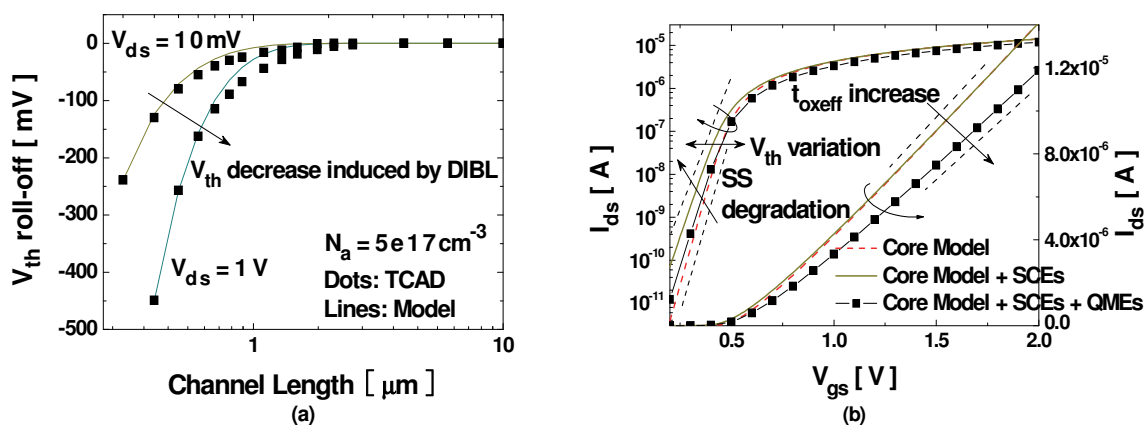 V_th roll-off [ mV ]
0
-100
-200
-300
-400
-500
V_ds = 10 mV
V_th decrease induced by DIBL
N_a = 5 e 17 cm^-3
Dots: TCAD
Lines: Model
V_ds = 1 V
1
10
Channel Length [ μm ]
(a)
I_ds [ A ]
10^-5
10^-6
10^-7
10^-8
10^-9
10^-10
10^-11
t_oxeff increase
V_th variation
SS
degradation
Core Model
Core Model + SCEs
Core Model + SCEs + QMEs
1.2x10^-5
8.0x10^-6
4.0x10^-6
0.0
I_ds [ A ]
0.5
1.0
1.5
2.0
V_gs [ V ]
(b)